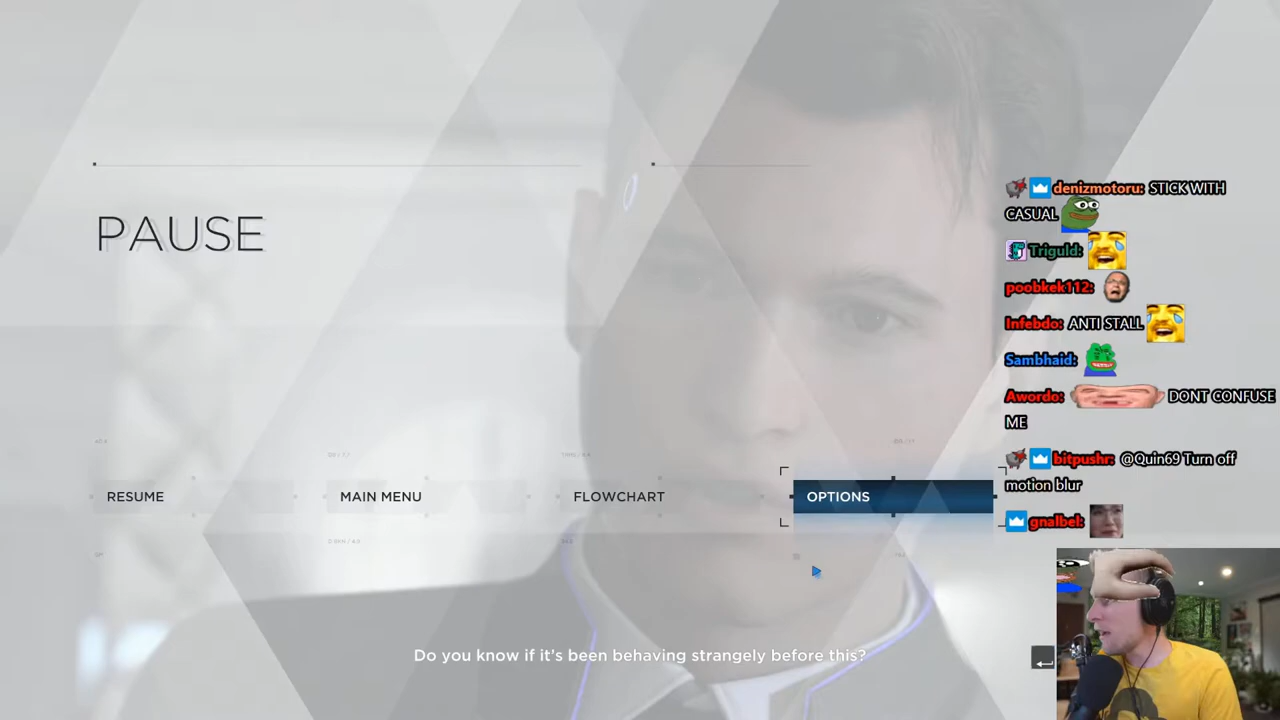 PAUSE
RESUME
MAIN MENU
FLOWCHART
OPTIONS
Do you know if it's been behaving strangely before this?
denizmotoru: STICK WITH
CASUAL
Triguld:
poobkek112:
Infebdo: ANTI STALL
Sambhaid:
Awordo: DONT CONFUSE
ME
bitpushr: @Quin69 Turn off
motion blur
gnalbel: